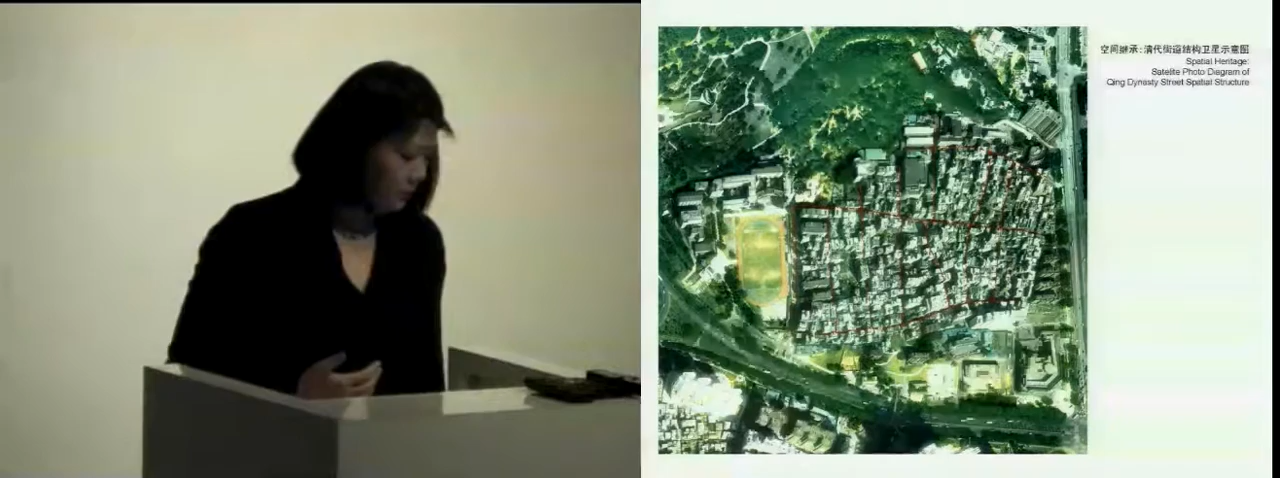 空间继承:清代街道结构卫星示意图
Spatial Heritage:
Satelite Photo Diagram of
Qing Dynasty Street Spatial Structure